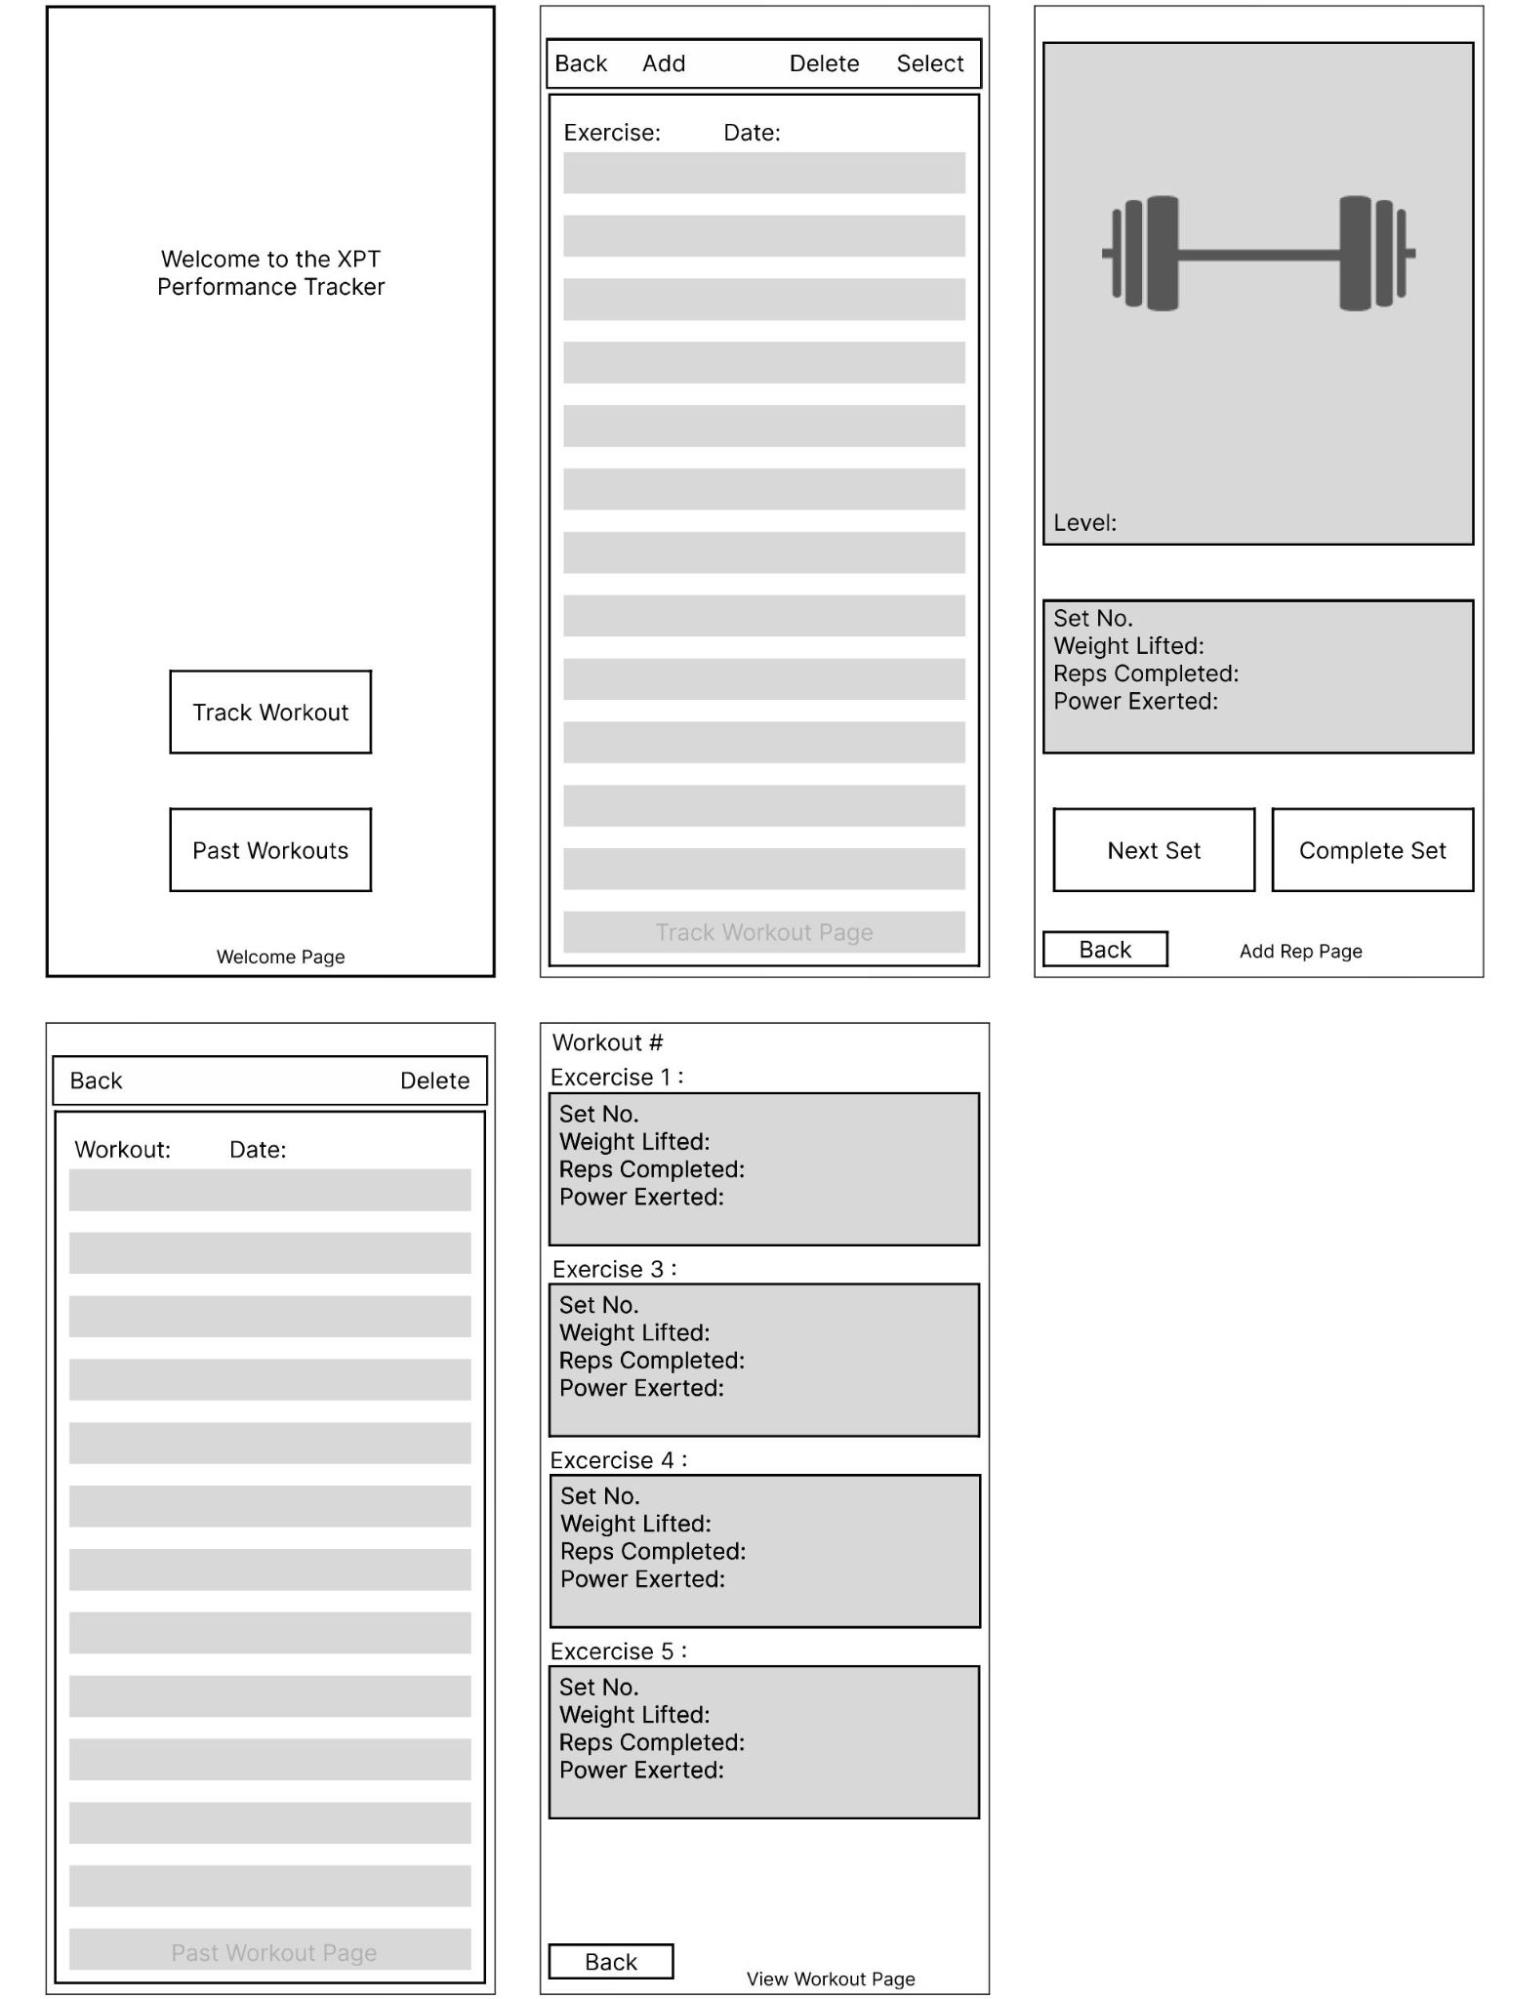 Welcome to the XPT
Performance Tracker
Track Workout
Past Workouts
Welcome Page
Back Add Delete Select
Exercise: Date:
Track Workout Page
Level:
Set No.
Weight Lifted:
Reps Completed:
Power Exerted:
Next Set Complete Set
Back Add Rep Page
Back Delete
Workout: Date:
Past Workout Page
Workout #
Excercise 1 :
Set No.
Weight Lifted:
Reps Completed:
Power Exerted:
Exercise 3 :
Set No.
Weight Lifted:
Reps Completed:
Power Exerted:
Excercise 4 :
Set No.
Weight Lifted:
Reps Completed:
Power Exerted:
Excercise 5 :
Set No.
Weight Lifted:
Reps Completed:
Power Exerted:
Back
View Workout Page